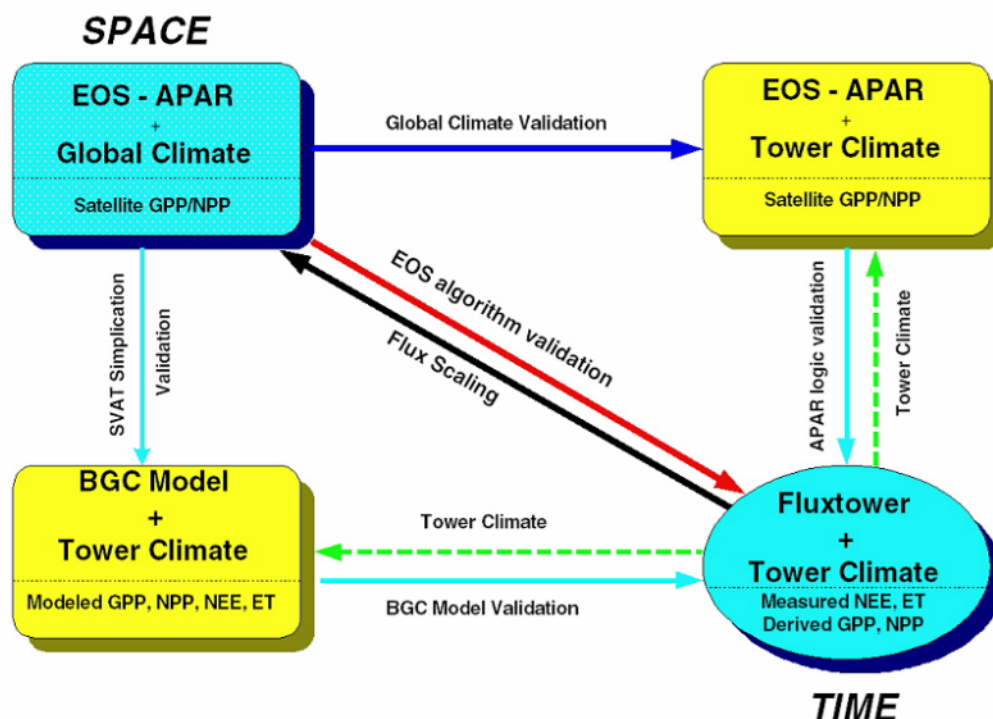 SPACE
EOS - APAR
+
Global Climate
Satellite GPP/NPP
Global Climate Validation
EOS - APAR
+
Tower Climate
Satellite GPP/NPP
SVAT Simplication
Validation
EOS algorithm validation
Flux Scaling
APAR logic validation
Tower Climate
BGC Model
+
Tower Climate
Modeled GPP, NPP, NEE, ET
Tower Climate
BGC Model Validation
Fluxtower
+
Tower Climate
Measured NEE, ET
Derived GPP, NPP
TIME